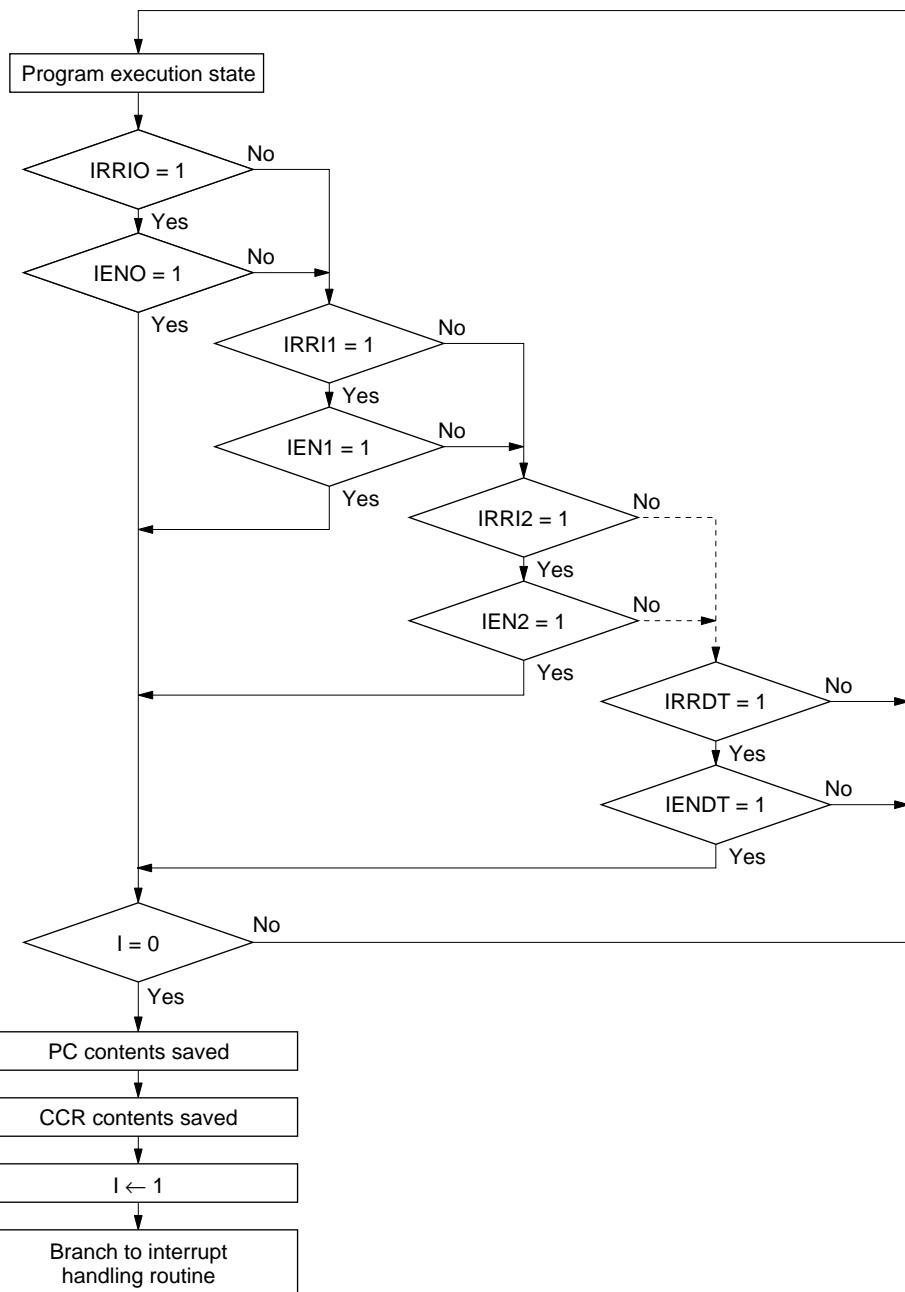 Program execution state
IRRIO = 1
No
Yes
IENO = 1
No
Yes
IRRI1 = 1
No
Yes
IEN1 = 1
No
Yes
IRRI2 = 1
No
Yes
IEN2 = 1
No
Yes
IRRDT = 1
No
Yes
IENDT = 1
No
Yes
I = 0
No
Yes
PC contents saved
CCR contents saved
I ← 1
Branch to interrupt
handling routine